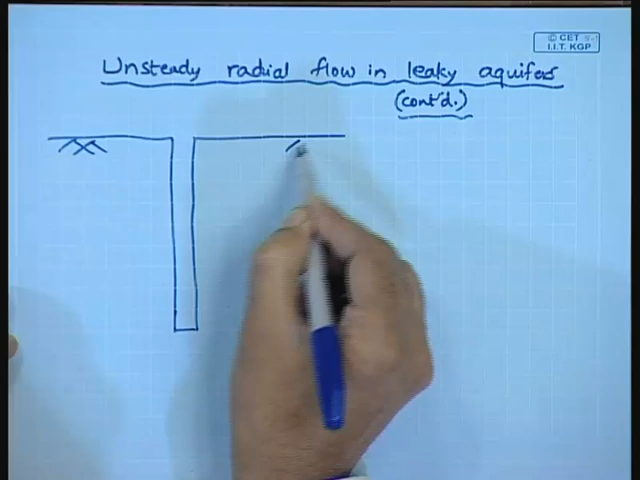 © CET
I.I.T. KGP
Unsteady radial flow in leaky aquifers
(cont'd.)